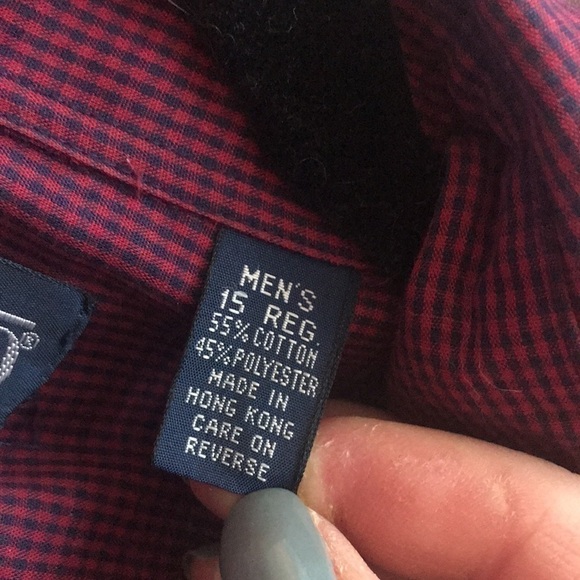 MEN'S
15 REG.
55% COTTON
45% POLYESTER
MADE IN
HONG KONG
CARE ON
REVERSE
®